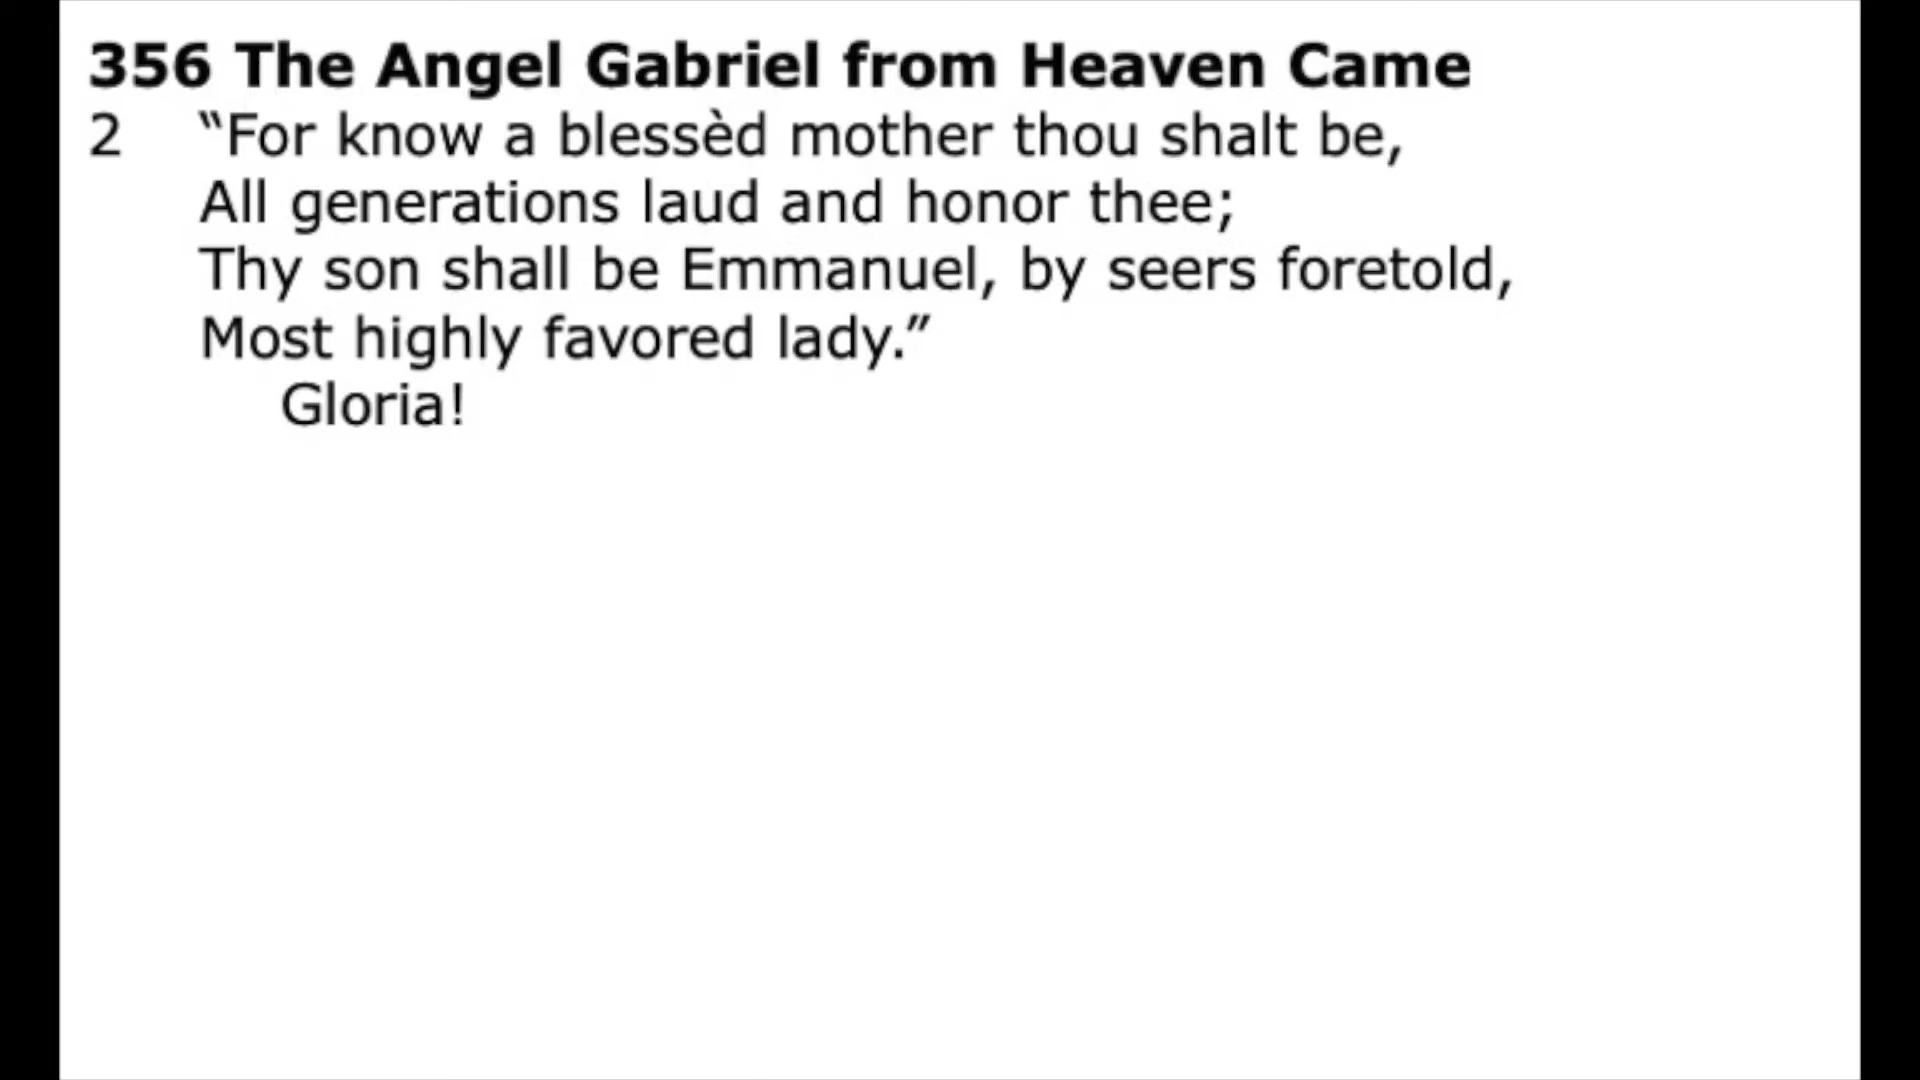 356 The Angel Gabriel from Heaven Came
2 “For know a blessèd mother thou shalt be,
All generations laud and honor thee;
Thy son shall be Emmanuel, by seers foretold,
Most highly favored lady.”
Gloria!